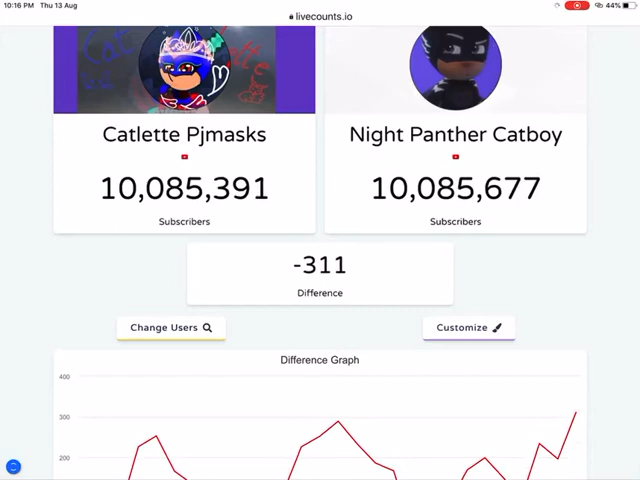 10:16 PM Thu 13 Aug
44%
livecounts.io
Cat
Catlette Pjmasks
Night Panther Catboy
10,085,391
10,085,677
Subscribers
Subscribers
-311
Difference
Change Users
Customize
Difference Graph
400
300
200